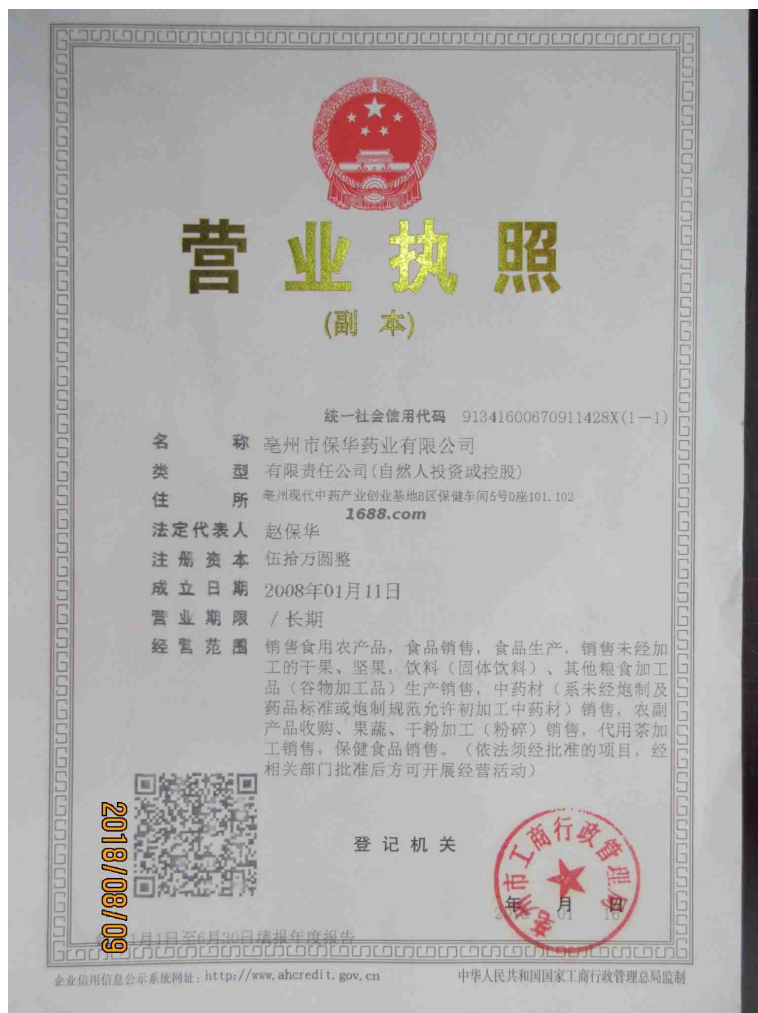 营业执照
(副 本)
统一社会信用代码 91341600670911428X(1-1)
名 称 亳州市保华药业有限公司
类 型 有限责任公司(自然人投资或控股)
住 所 亳州现代中药产业创业基地B区保健车间5号D座101.102
1688.com
法定代表人 赵保华
注册资本 伍拾万圆整
成立日期 2008年01月11日
营业期限 / 长期
经营范围 销售食用农产品，食品销售，食品生产，销售未经加
工的干果、坚果，饮料（固体饮料）、其他粮食加工
品（谷物加工品）生产销售，中药材（系未经炮制及
药品标准或炮制规范允许初加工中药材）销售，农副
产品收购、果蔬、干粉加工（粉碎）销售，代用茶加
工销售，保健食品销售。（依法须经批准的项目，经
相关部门批准后方可开展经营活动）
2018/08/09
登记机关
亳州市工商行政管理局
年 月 日
01 16
1月1日至6月30日填报年度报告
企业信用信息公示系统网址：http://www.ahcredit.gov.cn
中华人民共和国国家工商行政管理总局监制